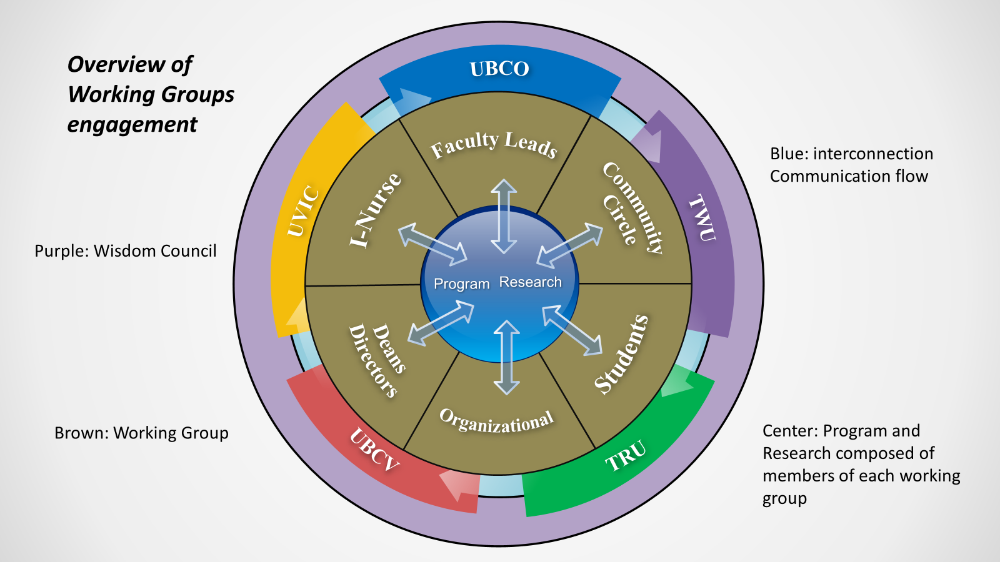 Overview of
Working Groups
engagement
UBCO
Faculty Leads
UVIC
I-Nurse
Community
Circle
TWU
Blue: interconnection
Communication flow
Purple: Wisdom Council
Program
Research
Deans
Directors
Students
Organizational
UBCV
TRU
Brown: Working Group
Center: Program and
Research composed of
members of each working
group